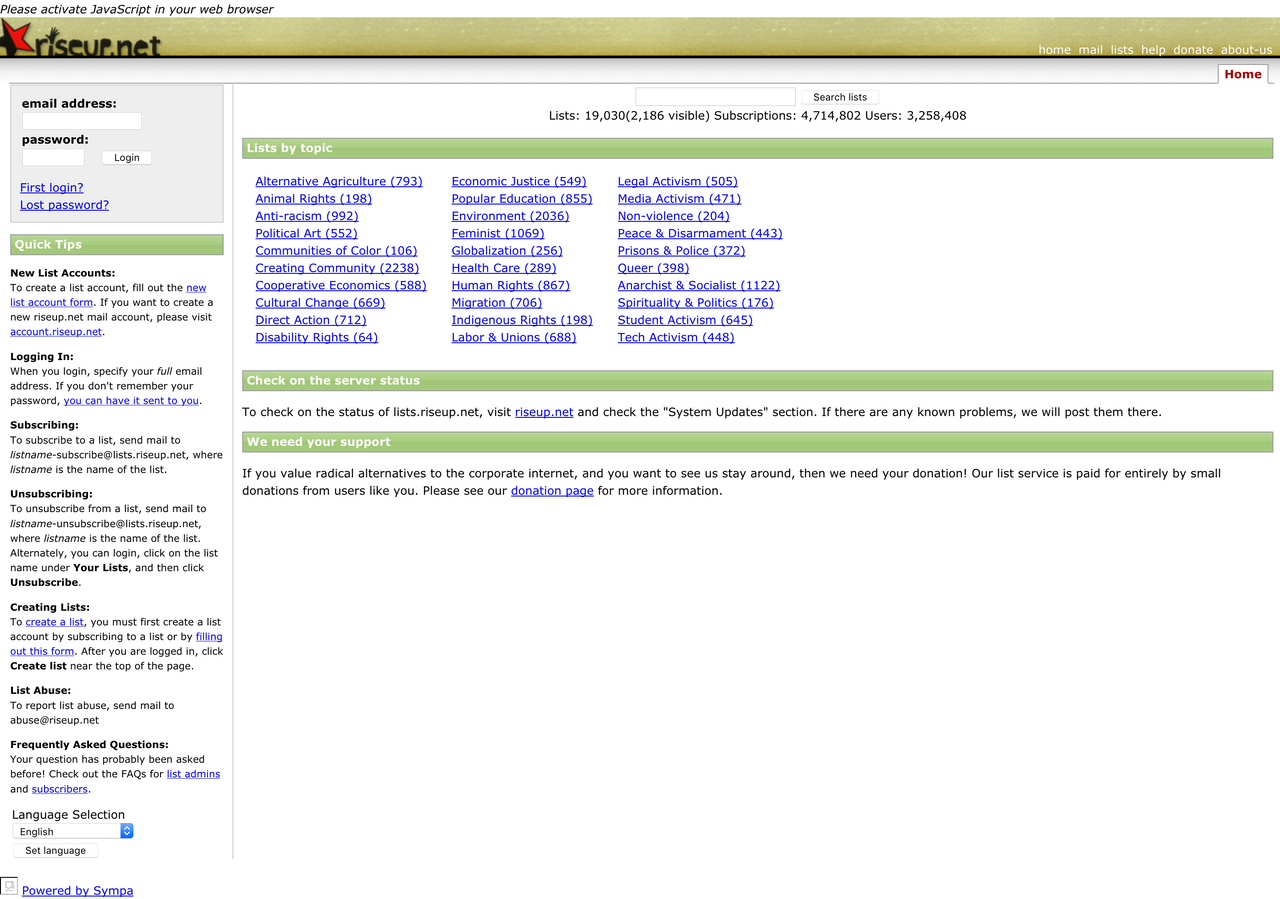 Please activate JavaScript in your web browser
riseup.net
home mail lists help donate about-us
Home
email address:
password:
Login
First login?
Lost password?
Quick Tips
New List Accounts:
To create a list account, fill out the new
list account form. If you want to create a
new riseup.net mail account, please visit
account.riseup.net.
Logging In:
When you login, specify your full email
address. If you don't remember your
password, you can have it sent to you.
Subscribing:
To subscribe to a list, send mail to
listname-subscribe@lists.riseup.net, where
listname is the name of the list.
Unsubscribing:
To unsubscribe from a list, send mail to
listname-unsubscribe@lists.riseup.net,
where listname is the name of the list.
Alternately, you can login, click on the list
name under Your Lists, and then click
Unsubscribe.
Creating Lists:
To create a list, you must first create a list
account by subscribing to a list or by filling
out this form. After you are logged in, click
Create list near the top of the page.
List Abuse:
To report list abuse, send mail to
abuse@riseup.net
Frequently Asked Questions:
Your question has probably been asked
before! Check out the FAQs for list admins
and subscribers.
Language Selection
English
Set language
Search lists
Lists: 19,030(2,186 visible) Subscriptions: 4,714,802 Users: 3,258,408
Lists by topic
Alternative Agriculture (793)
Animal Rights (198)
Anti-racism (992)
Political Art (552)
Communities of Color (106)
Creating Community (2238)
Cooperative Economics (588)
Cultural Change (669)
Direct Action (712)
Disability Rights (64)
Economic Justice (549)
Popular Education (855)
Environment (2036)
Feminist (1069)
Globalization (256)
Health Care (289)
Human Rights (867)
Migration (706)
Indigenous Rights (198)
Labor & Unions (688)
Legal Activism (505)
Media Activism (471)
Non-violence (204)
Peace & Disarmament (443)
Prisons & Police (372)
Queer (398)
Anarchist & Socialist (1122)
Spirituality & Politics (176)
Student Activism (645)
Tech Activism (448)
Check on the server status
To check on the status of lists.riseup.net, visit riseup.net and check the "System Updates" section. If there are any known problems, we will post them there.
We need your support
If you value radical alternatives to the corporate internet, and you want to see us stay around, then we need your donation! Our list service is paid for entirely by small
donations from users like you. Please see our donation page for more information.
Powered by Sympa